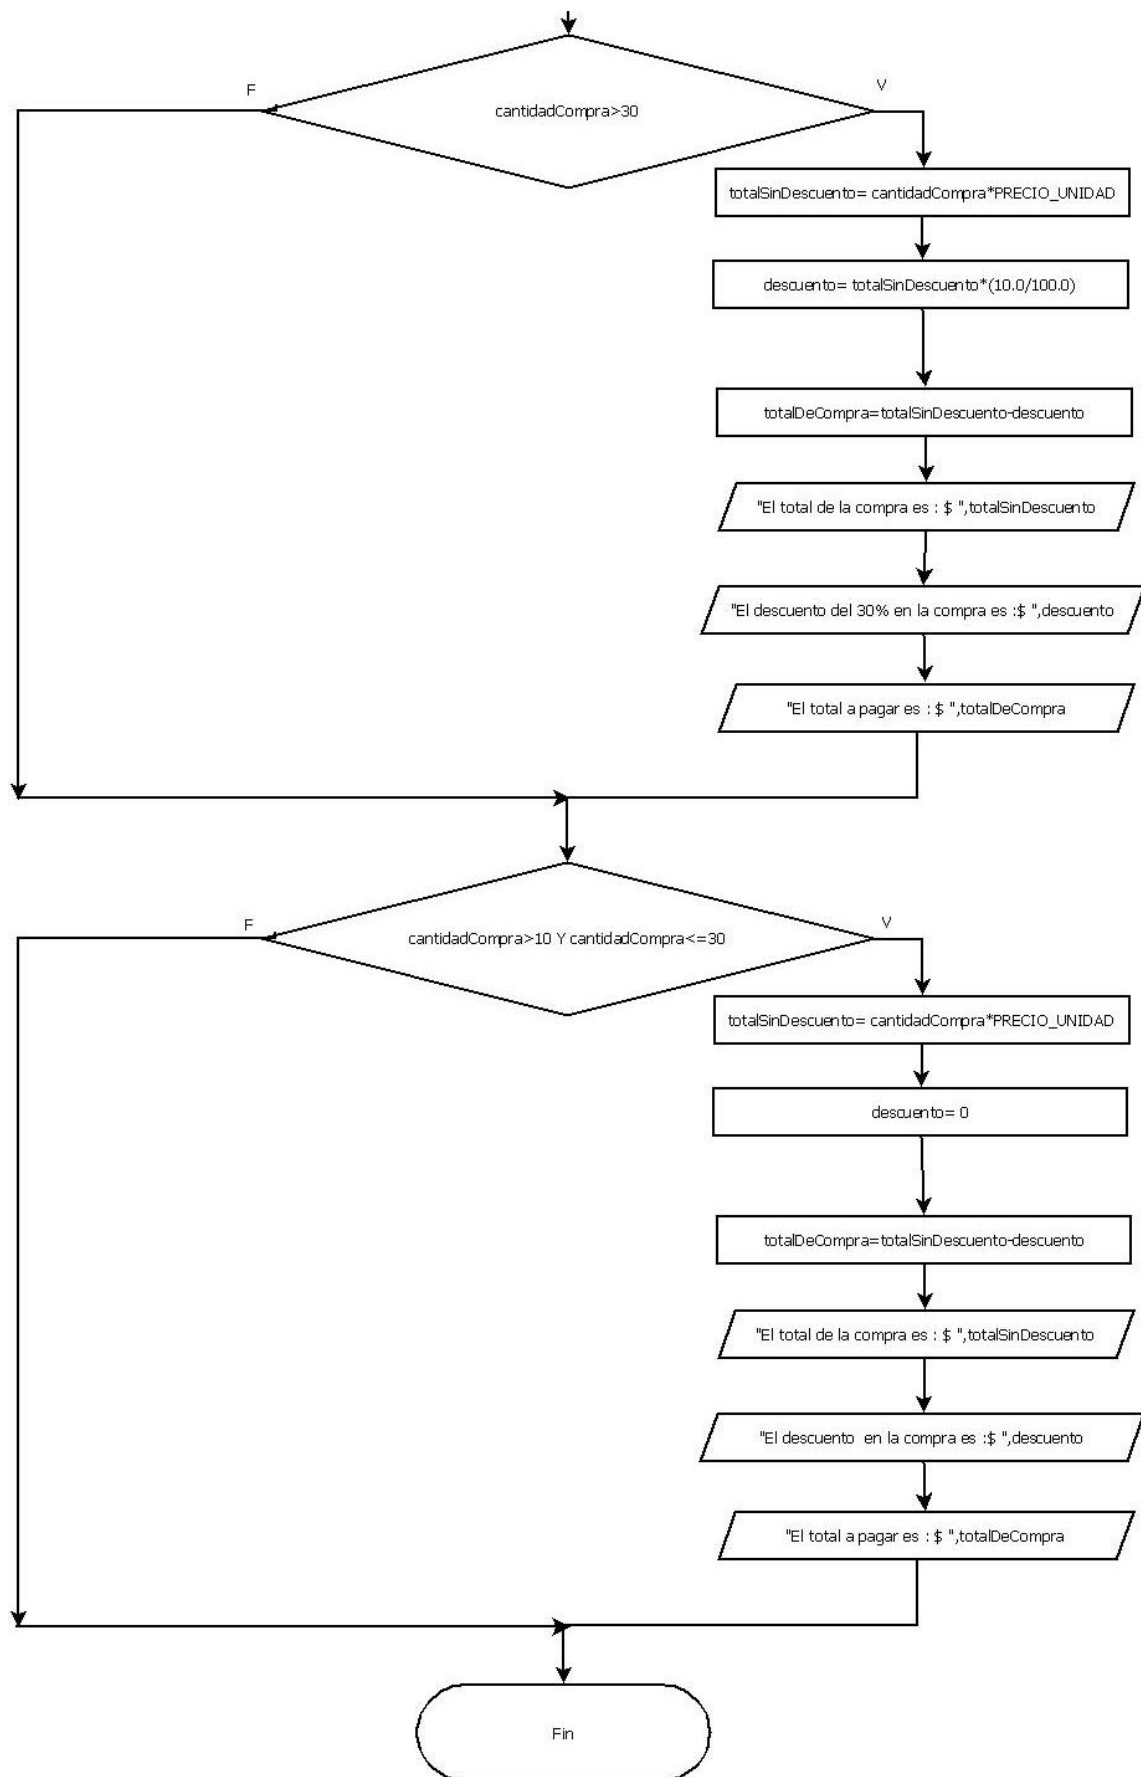 F
V
cantidadCompra>30
totalSinDescuento= cantidadCompra*PRECIO_UNIDAD
descuento= totalSinDescuento*(10.0/100.0)
totalDeCompra=totalSinDescuento-descuento
"El total de la compra es : $ ",totalSinDescuento
"El descuento del 30% en la compra es :$ ",descuento
"El total a pagar es : $ ",totalDeCompra
F
V
cantidadCompra>10 Y cantidadCompra<=30
totalSinDescuento= cantidadCompra*PRECIO_UNIDAD
descuento= 0
totalDeCompra=totalSinDescuento-descuento
"El total de la compra es : $ ",totalSinDescuento
"El descuento  en la compra es :$ ",descuento
"El total a pagar es : $ ",totalDeCompra
Fin